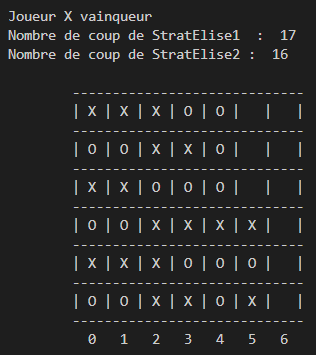 Joueur X vainqueur
Nombre de coup de StratElise1  :  17
Nombre de coup de StratElise2 :  16
-----------------------------
| X | X | X | O | O |   |   |
-----------------------------
| O | O | X | X | O |   |   |
-----------------------------
| X | X | O | O | O |   |   |
-----------------------------
| O | O | X | X | X | X |   |
-----------------------------
| X | X | X | O | O | O |   |
-----------------------------
| O | O | X | X | O | X |   |
-----------------------------
0   1   2   3   4   5   6